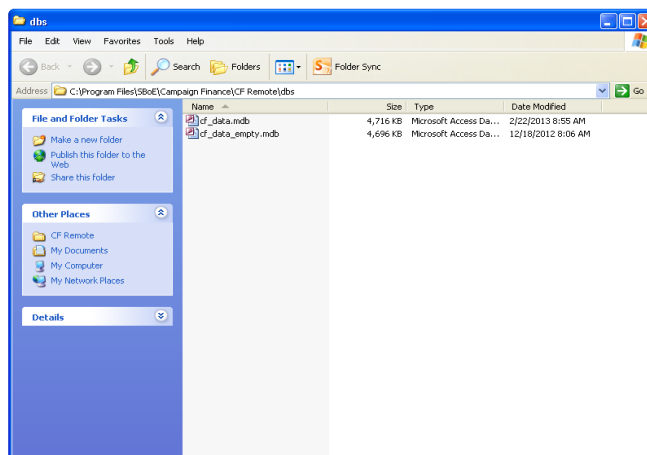 dbs
File Edit View Favorites Tools Help
Back Search Folders Folder Sync
Address C:\Program Files\SBoE\Campaign Finance\CF Remote\dbs Go
Name Size Type Date Modified
cf_data.mdb 4,716 KB Microsoft Access Da... 2/22/2013 8:55 AM
cf_data_empty.mdb 4,696 KB Microsoft Access Da... 12/18/2012 8:06 AM
File and Folder Tasks
Make a new folder
Publish this folder to the
Web
Share this folder
Other Places
CF Remote
My Documents
My Computer
My Network Places
Details